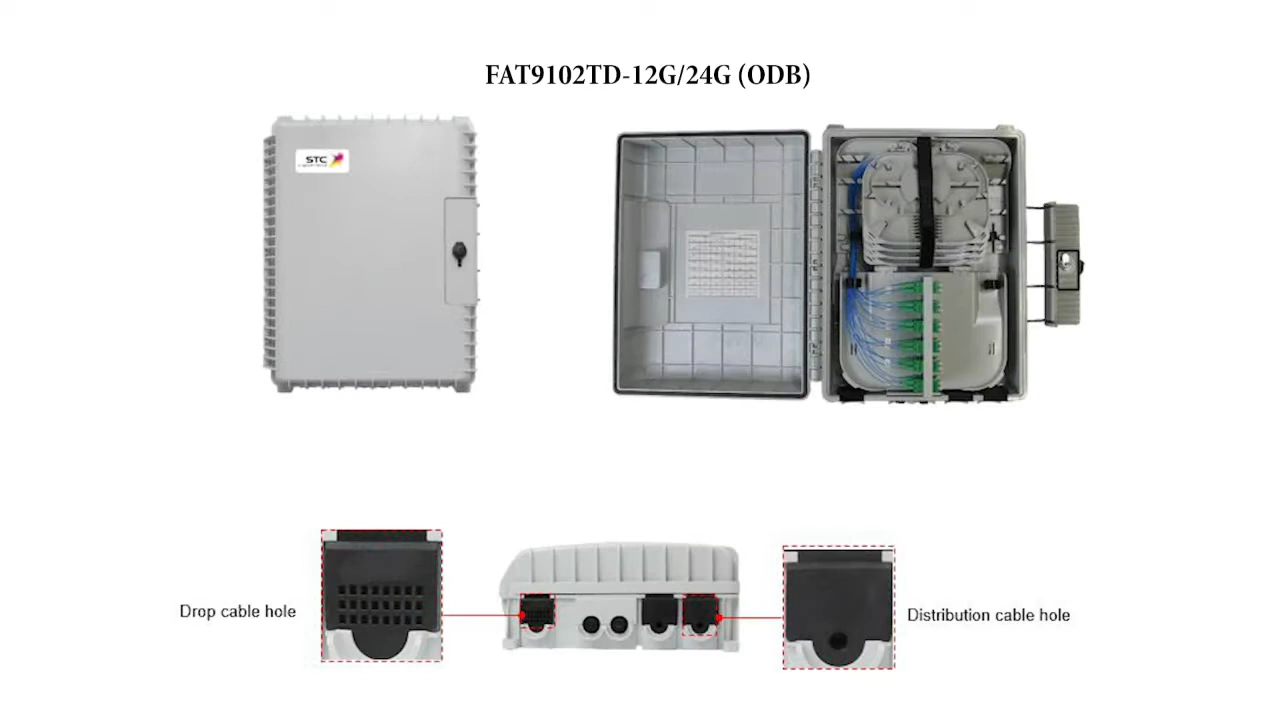 FAT9102TD-12G/24G (ODB)
STC
Drop cable hole
Distribution cable hole